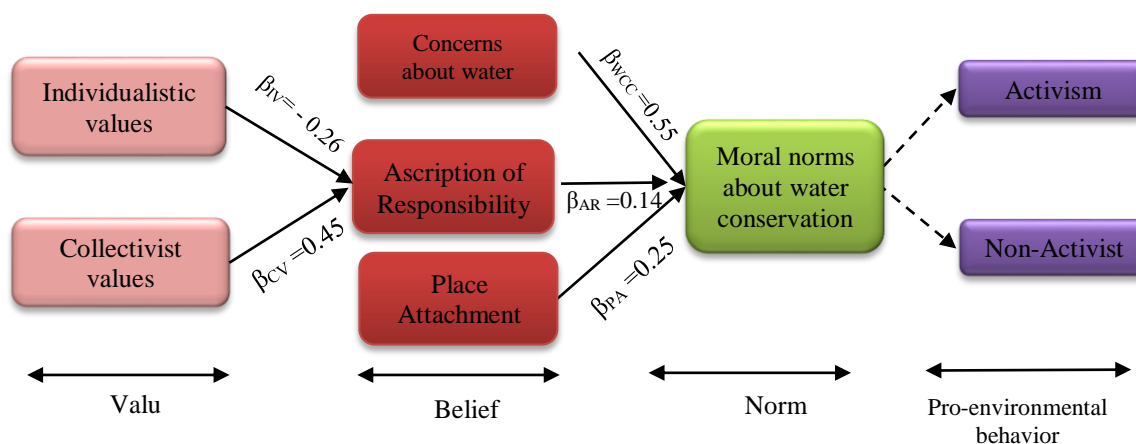 Individualistic
values
Collectivist
values
βIV= - 0.26
βCV =0.45
Concerns
about water
Ascription of
Responsibility
Place
Attachment
βWCC =0.55
βAR =0.14
βPA =0.25
Moral norms
about water
conservation
Activism
Non-Activist
Valu
Belief
Norm
Pro-environmental
behavior